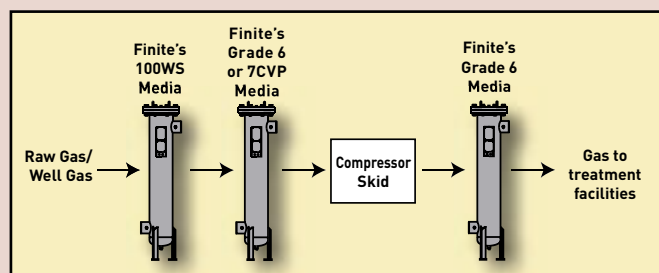 Raw Gas/
Well Gas
Finite's
100WS
Media
Finite's
Grade 6
or 7CVP
Media
Compressor
Skid
Finite's
Grade 6
Media
Gas to
treatment
facilities